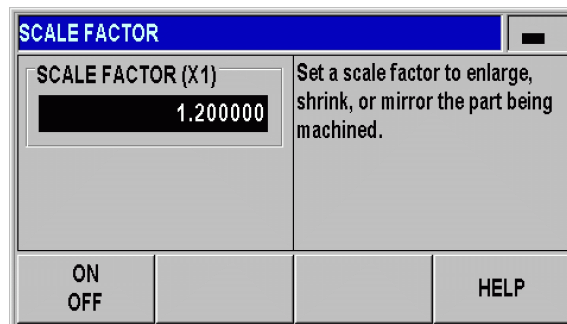 SCALE FACTOR
SCALE FACTOR (X1)
1.200000
Set a scale factor to enlarge,
shrink, or mirror the part being
machined.
ON
OFF
HELP